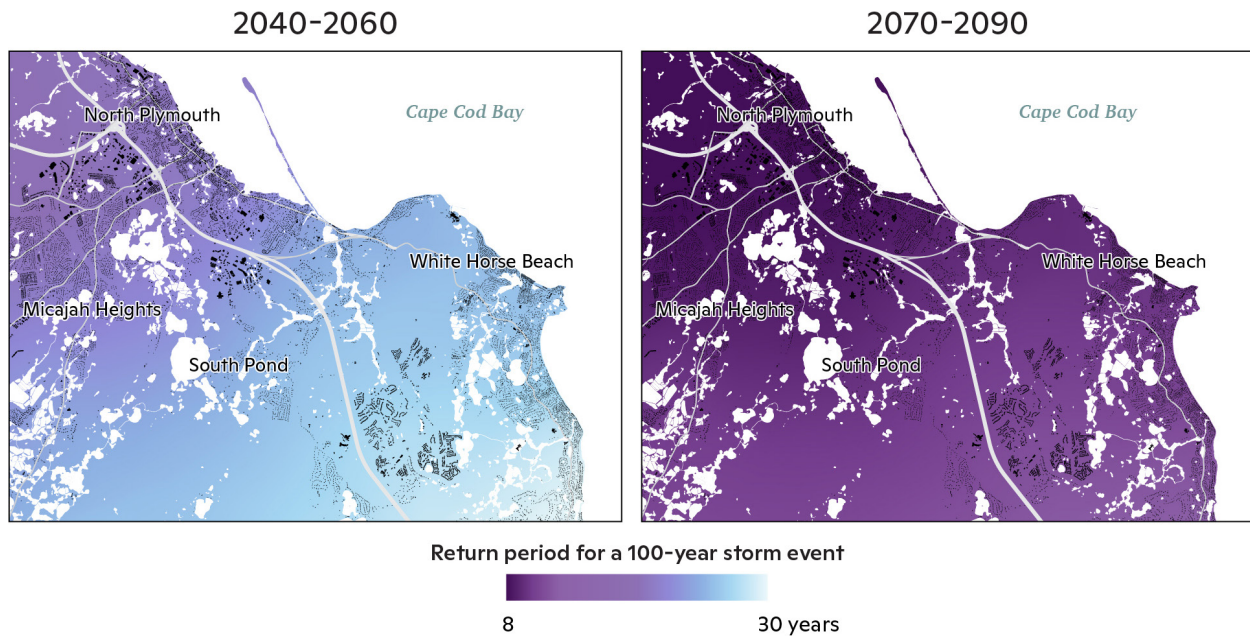 2040-2060
North Plymouth
Cape Cod Bay
White Horse Beach
Micajah Heights
South Pond
2070-2090
North Plymouth
Cape Cod Bay
White Horse Beach
Micajah Heights
South Pond
Return period for a 100-year storm event
8 30 years